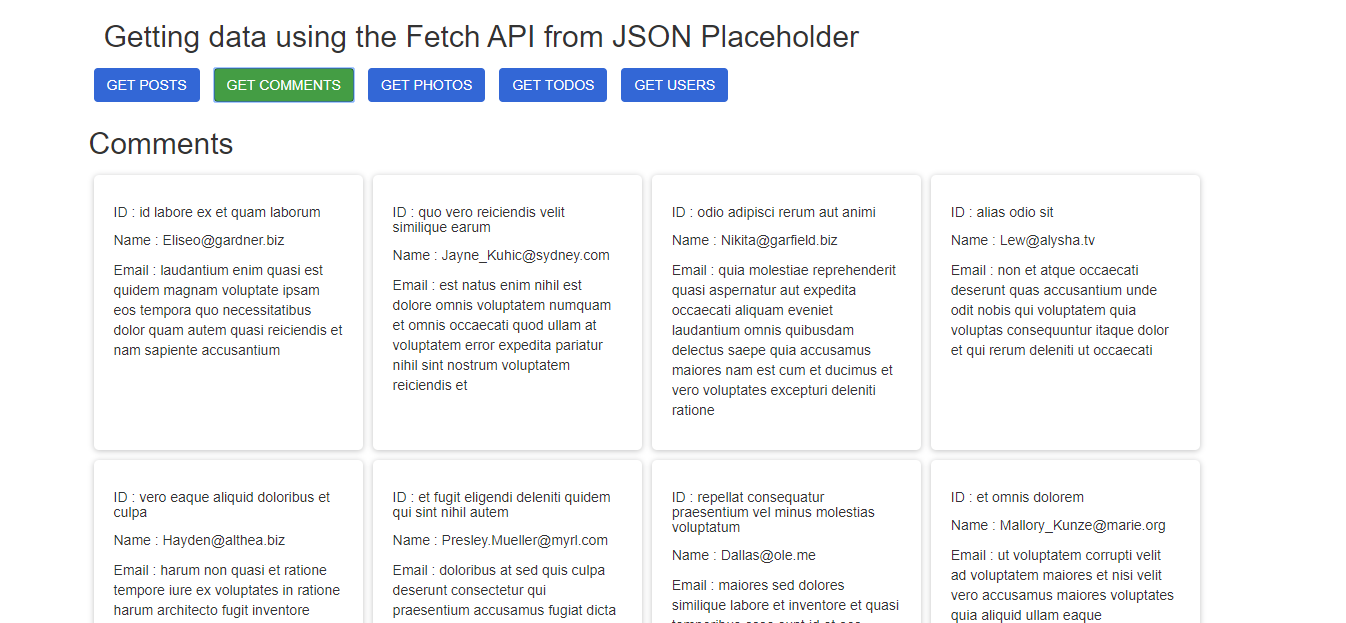 Getting data using the Fetch API from JSON Placeholder
GET POSTS GET COMMENTS GET PHOTOS GET TODOS GET USERS
Comments
ID : id labore ex et quam laborum
Name : Eliseo@gardner.biz
Email : laudantium enim quasi est
quidem magnam voluptate ipsam
eos tempora quo necessitatibus
dolor quam autem quasi reiciendis et
nam sapiente accusantium
ID : quo vero reiciendis velit
similique earum
Name : Jayne_Kuhic@sydney.com
Email : est natus enim nihil est
dolore omnis voluptatem numquam
et omnis occaecati quod ullam at
voluptatem error expedita pariatur
nihil sint nostrum voluptatem
reiciendis et
ID : odio adipisci rerum aut animi
Name : Nikita@garfield.biz
Email : quia molestiae reprehenderit
quasi aspernatur aut expedita
occaecati aliquam eveniet
laudantium omnis quibusdam
delectus saepe quia accusamus
maiores nam est cum et ducimus et
vero voluptates excepturi deleniti
ratione
ID : alias odio sit
Name : Lew@alysha.tv
Email : non et atque occaecati
deserunt quas accusantium unde
odit nobis qui voluptatem quia
voluptas consequuntur itaque dolor
et qui rerum deleniti ut occaecati
ID : vero eaque aliquid doloribus et
culpa
Name : Hayden@althea.biz
Email : harum non quasi et ratione
tempore iure ex voluptates in ratione
harum architecto fugit inventore
ID : et fugit eligendi deleniti quidem
qui sint nihil autem
Name : Presley.Mueller@myrl.com
Email : doloribus at sed quis culpa
deserunt consectetur qui
praesentium accusamus fugiat dicta
ID : repellat consequatur
praesentium vel minus molestias
voluptatum
Name : Dallas@ole.me
Email : maiores sed dolores
similique labore et inventore et quasi
ID : et omnis dolorem
Name : Mallory_Kunze@marie.org
Email : ut voluptatem corrupti velit
ad voluptatem maiores et nisi velit
vero accusamus maiores voluptates
quia aliquid ullam eaque